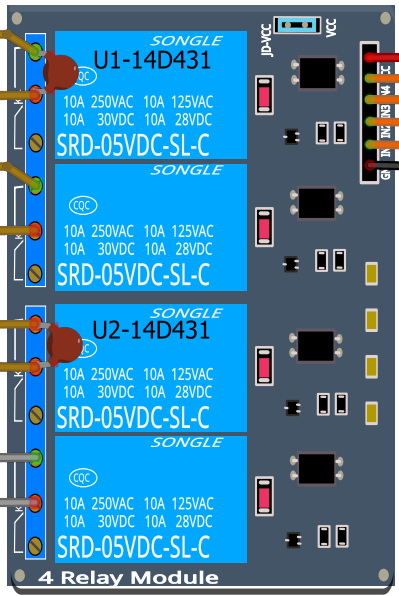 JD-VCC
VCC
SONGLE
U1-14D431
CQC
10A 250VAC 10A 125VAC
10A 30VDC 10A 28VDC
SRD-05VDC-SL-C
IN3
IN2
SONGLE
CQC
10A 250VAC 10A 125VAC
10A 30VDC 10A 28VDC
SRD-05VDC-SL-C
SONGLE
U2-14D431
10A 250VAC 10A 125VAC
10A 30VDC 10A 28VDC
SRD-05VDC-SL-C
SONGLE
CQC
10A 250VAC 10A 125VAC
10A 30VDC 10A 28VDC
SRD-05VDC-SL-C
4 Relay Module